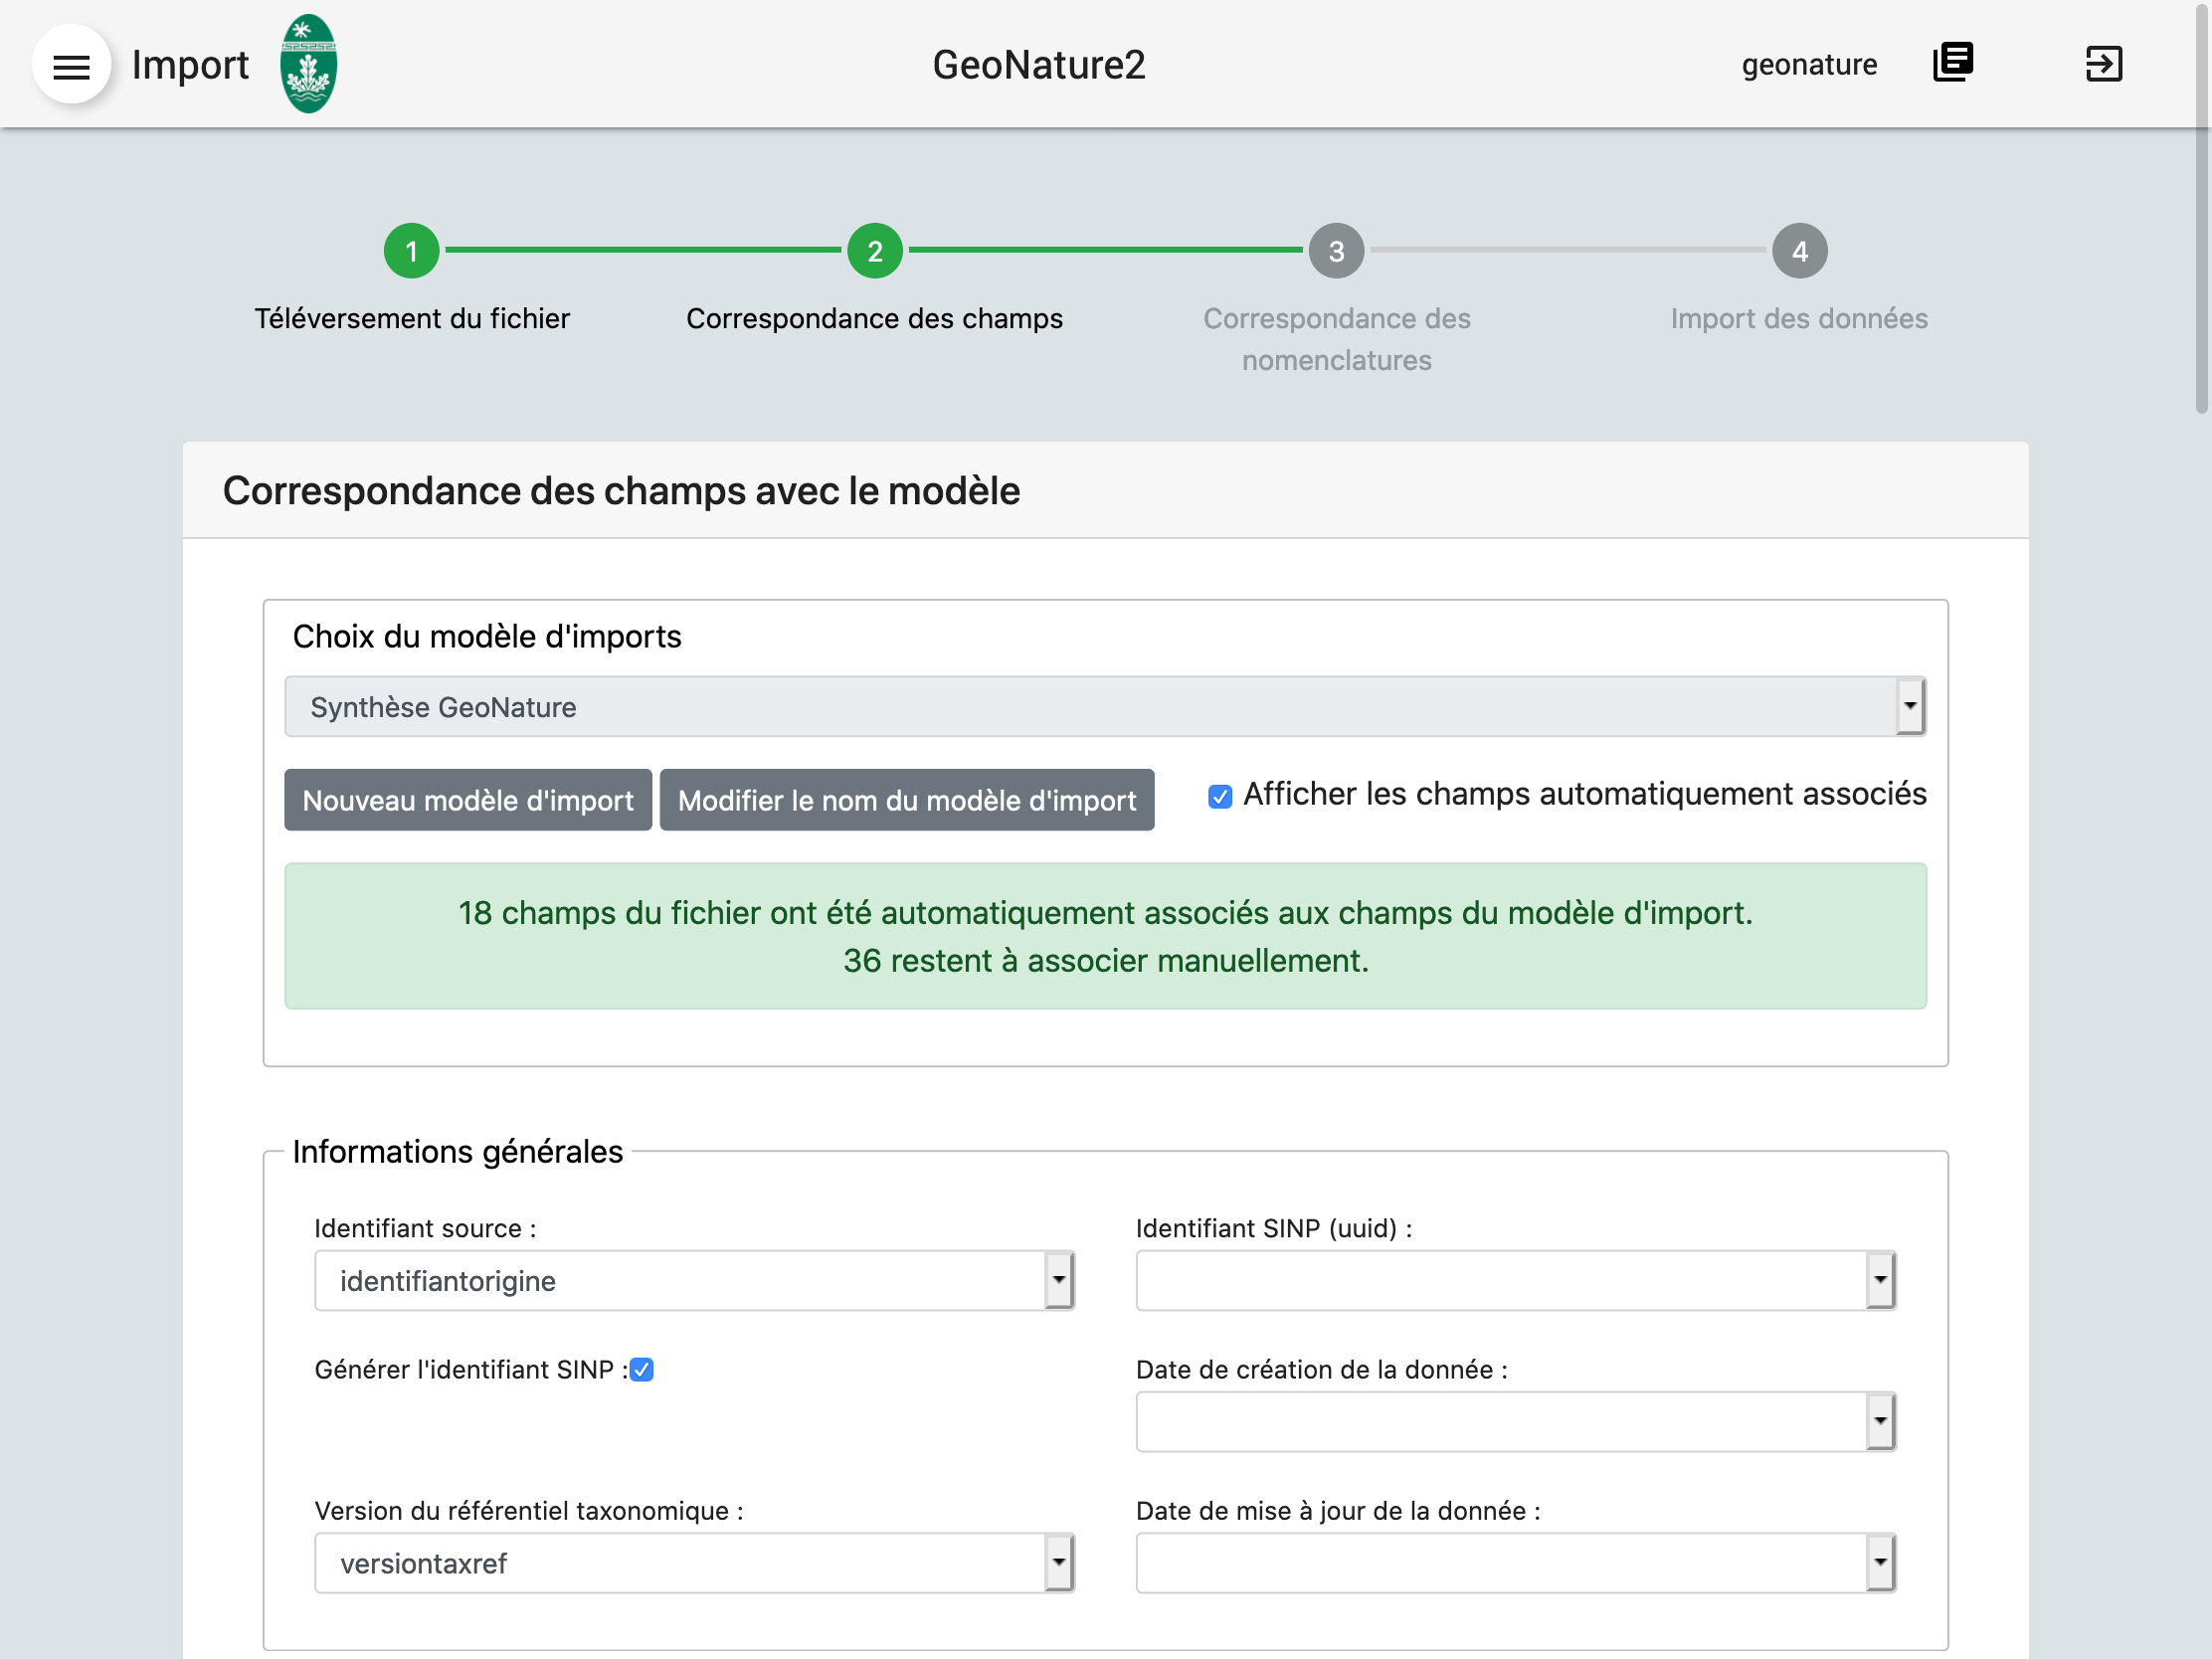 Import
GeoNature2
geonature
1
2
3
4
Téléversement du fichier
Correspondance des champs
Correspondance des
nomenclatures
Import des données
Correspondance des champs avec le modèle
Choix du modèle d'imports
Synthèse GeoNature
Nouveau modèle d'import
Modifier le nom du modèle d'import
Afficher les champs automatiquement associés
18 champs du fichier ont été automatiquement associés aux champs du modèle d'import.
36 restent à associer manuellement.
Informations générales
Identifiant source :
Identifiant SINP (uuid) :
identifiantorigine
Générer l'identifiant SINP :
Date de création de la donnée :
Version du référentiel taxonomique :
Date de mise à jour de la donnée :
versiontaxref